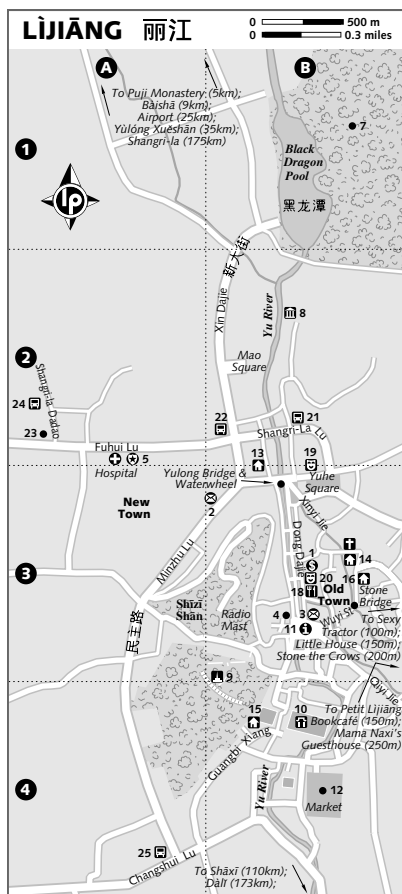 LÌJIĀNG 丽江
0 500 m
0 0.3 miles
A
B
To Puji Monastery (5km);
Bàishā (9km);
Airport (25km);
Yùlóng Xuěshān (35km);
Shangri-la (175km)
7
1
lp
Black
Dragon
Pool
黑龙潭
新大街
Xin Dajie
Yu River
8
2
Mao
Square
Shangri-la Dadao
24
23
22
21
Shangri-La Lu
Fuhui Lu
5
Hospital
13
19
Yulong Bridge &
Waterwheel
Yuhe
Square
New
Town
2
Xinyi Jie
Minzhu Lu
Dong Dajie
3
1
14
20
16
18
Old
Town
Stone
Bridge
Shīzī
Shān
Radio
Mast
4
3
Wuyi St
11
To Sexy
Tractor (100m);
Little House (150m);
Stone the Crows (200m)
民主路
9
Qiyi Jie
15
10
To Petit Lìjiāng
Bookcafé (150m);
Mama Naxi's
Guesthouse (250m)
Guangbi Xiang
4
Yu River
12
Market
25
Changshui Lu
To Shāxī (110km);
Dàlǐ (173km);